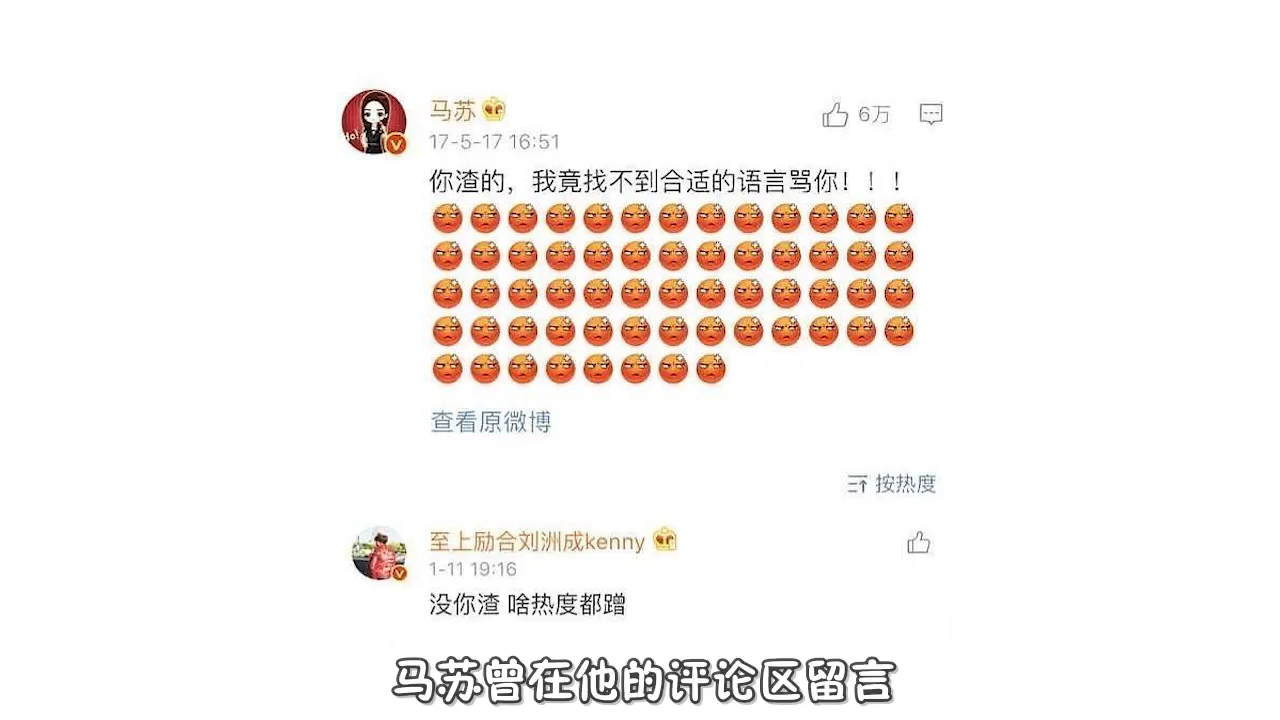 马苏
6万
17-5-17 16:51
你渣的，我竟找不到合适的语言骂你！！！
查看原微博
按热度
至上励合刘洲成kenny
1-11 19:16
没你渣 啥热度都蹭
马苏曾在他的评论区留言